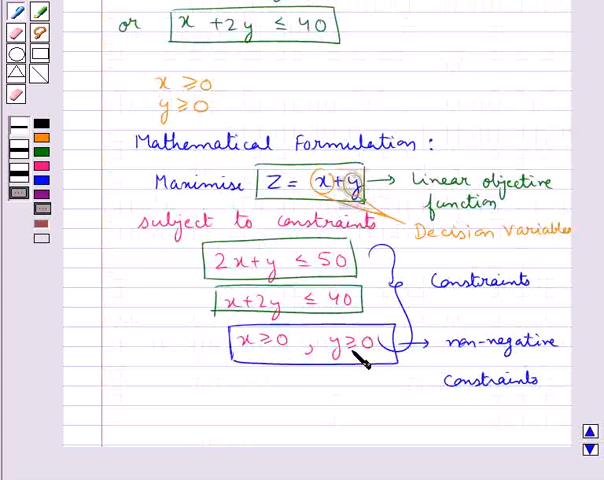 or x + 2y ≤ 40
x ≥ 0
y ≥ 0
Mathematical Formulation :
Maximise Z = x + y → Linear objective
function
subject to constraints
Decision variables
2x + y ≤ 50
Constraints
x + 2y ≤ 40
x ≥ 0 , y ≥ 0 → non-negative
constraints